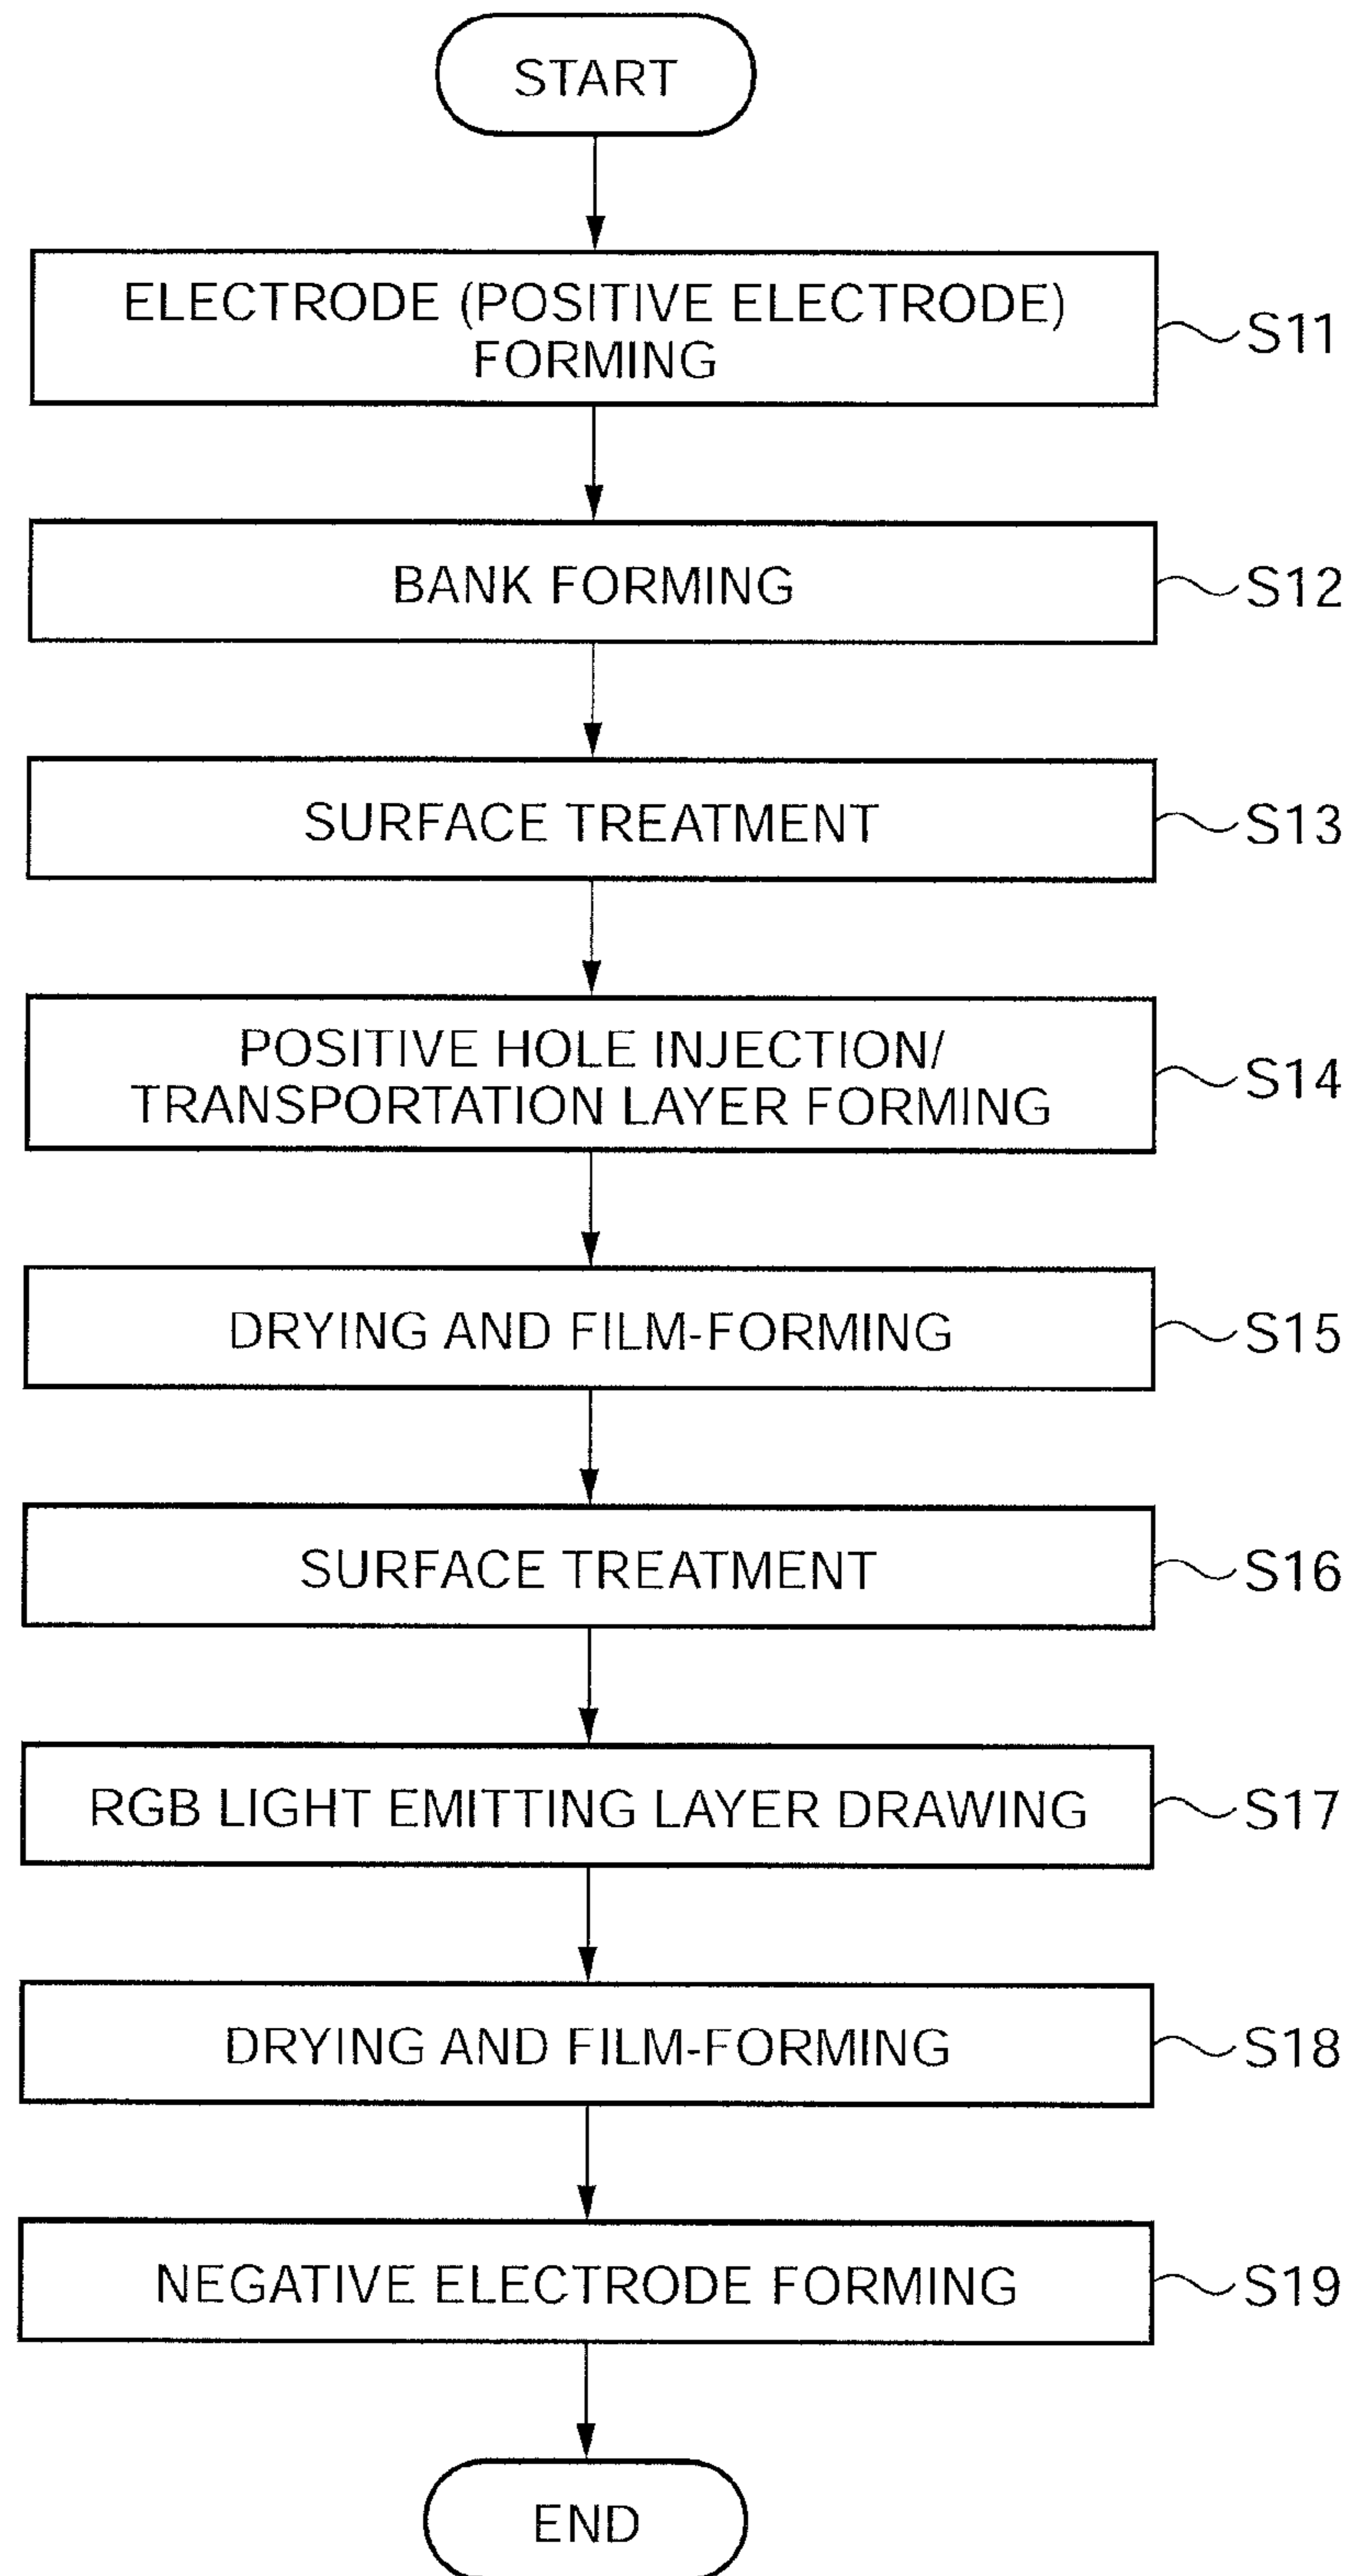 START
ELECTRODE (POSITIVE ELECTRODE)
FORMING
S11
BANK FORMING
S12
SURFACE TREATMENT
S13
POSITIVE HOLE INJECTION/
TRANSPORTATION LAYER FORMING
S14
DRYING AND FILM-FORMING
S15
SURFACE TREATMENT
S16
RGB LIGHT EMITTING LAYER DRAWING
S17
DRYING AND FILM-FORMING
S18
NEGATIVE ELECTRODE FORMING
S19
END